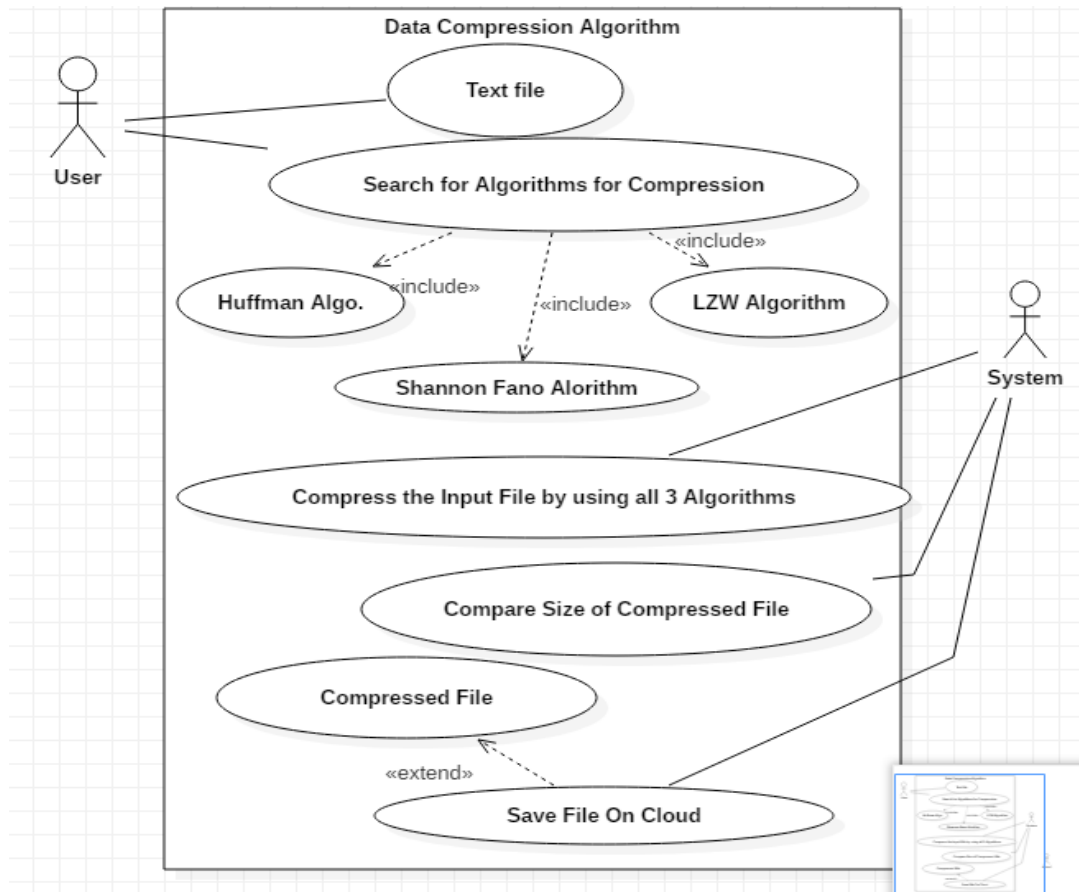 Data Compression Algorithm
Text file
User
Search for Algorithms for Compression
«include»
«include»
«include»
Huffman Algo.
LZW Algorithm
Shannon Fano Alorithm
System
Compress the Input File by using all 3 Algorithms
Compare Size of Compressed File
Compressed File
«extend»
Save File On Cloud